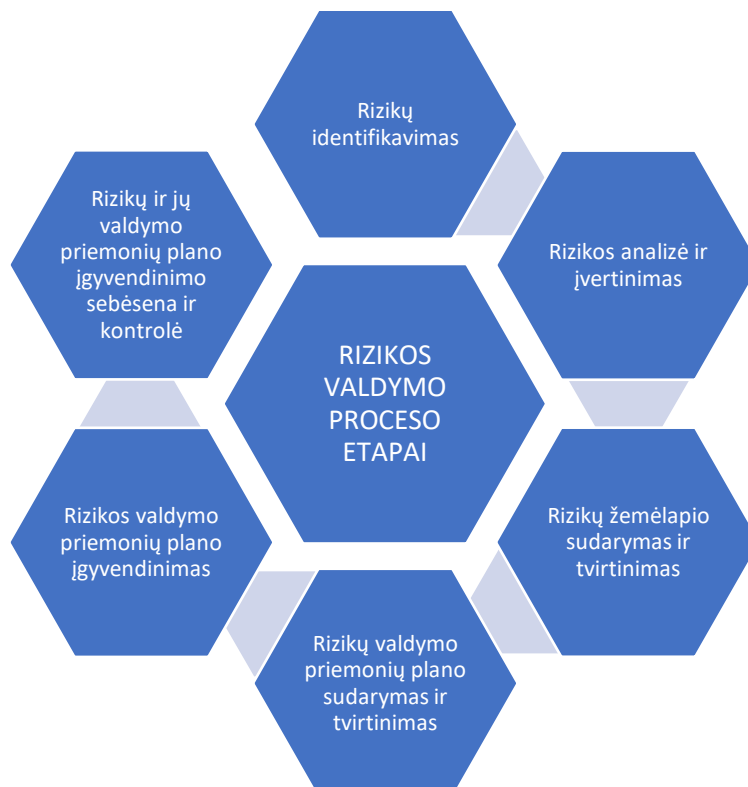 Rizikų
identifikavimas
Rizikos analizė ir
įvertinimas
Rizikų žemėlapio
sudarymas ir
tvirtinimas
Rizikų valdymo
priemonių plano
sudarymas ir
tvirtinimas
Rizikos valdymo
priemonių plano
įgyvendinimas
Rizikų ir jų
valdymo
priemonių plano
įgyvendinimo
sebėsena ir
kontrolė
RIZIKOS
VALDYMO
PROCESO
ETAPAI